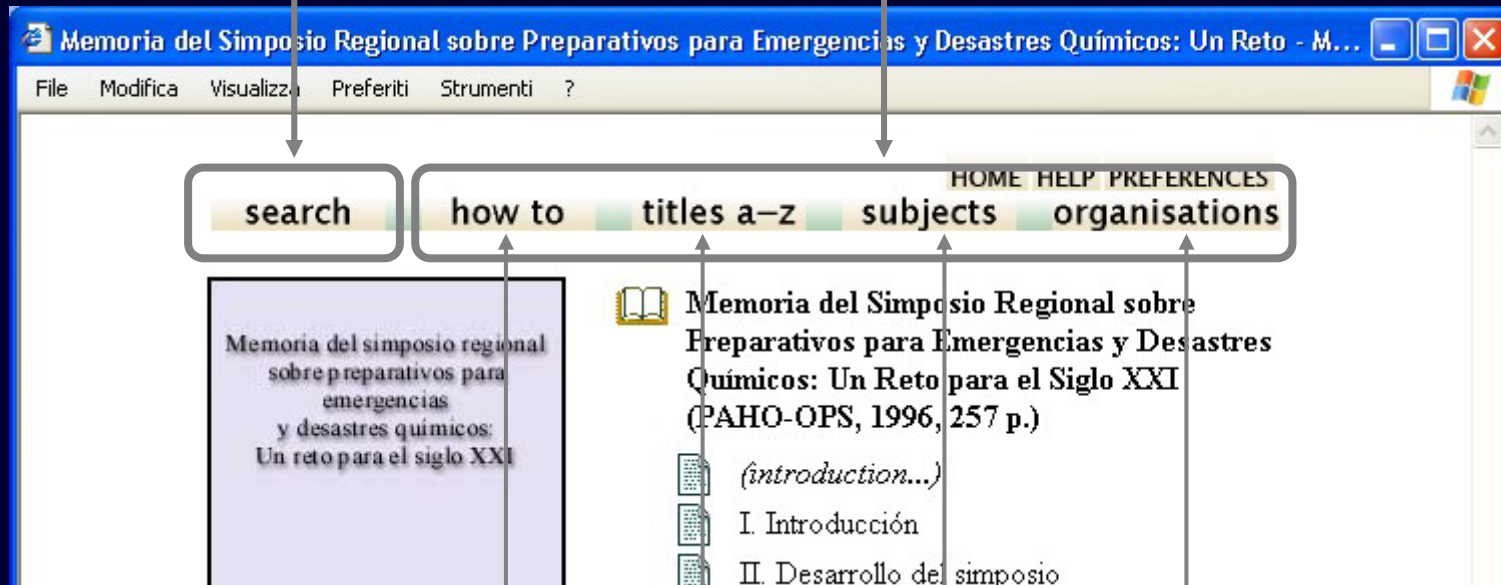 Memoria del Simposio Regional sobre Preparativos para Emergencias y Desastres Químicos: Un Reto - M...
File Modifica Visualizza Preferiti Strumenti ?
HOME HELP PREFERENCES
search how to titles a–z subjects organisations
Memoria del simposio regional
sobre preparativos para
emergencias
y desastres quimicos:
Un reto para el siglo XXI
Memoria del Simposio Regional sobre
Preparativos para Emergencias y Desastres
Químicos: Un Reto para el Siglo XXI
(PAHO-OPS, 1996, 257 p.)
(introduction...)
I. Introducción
II. Desarrollo del simposio